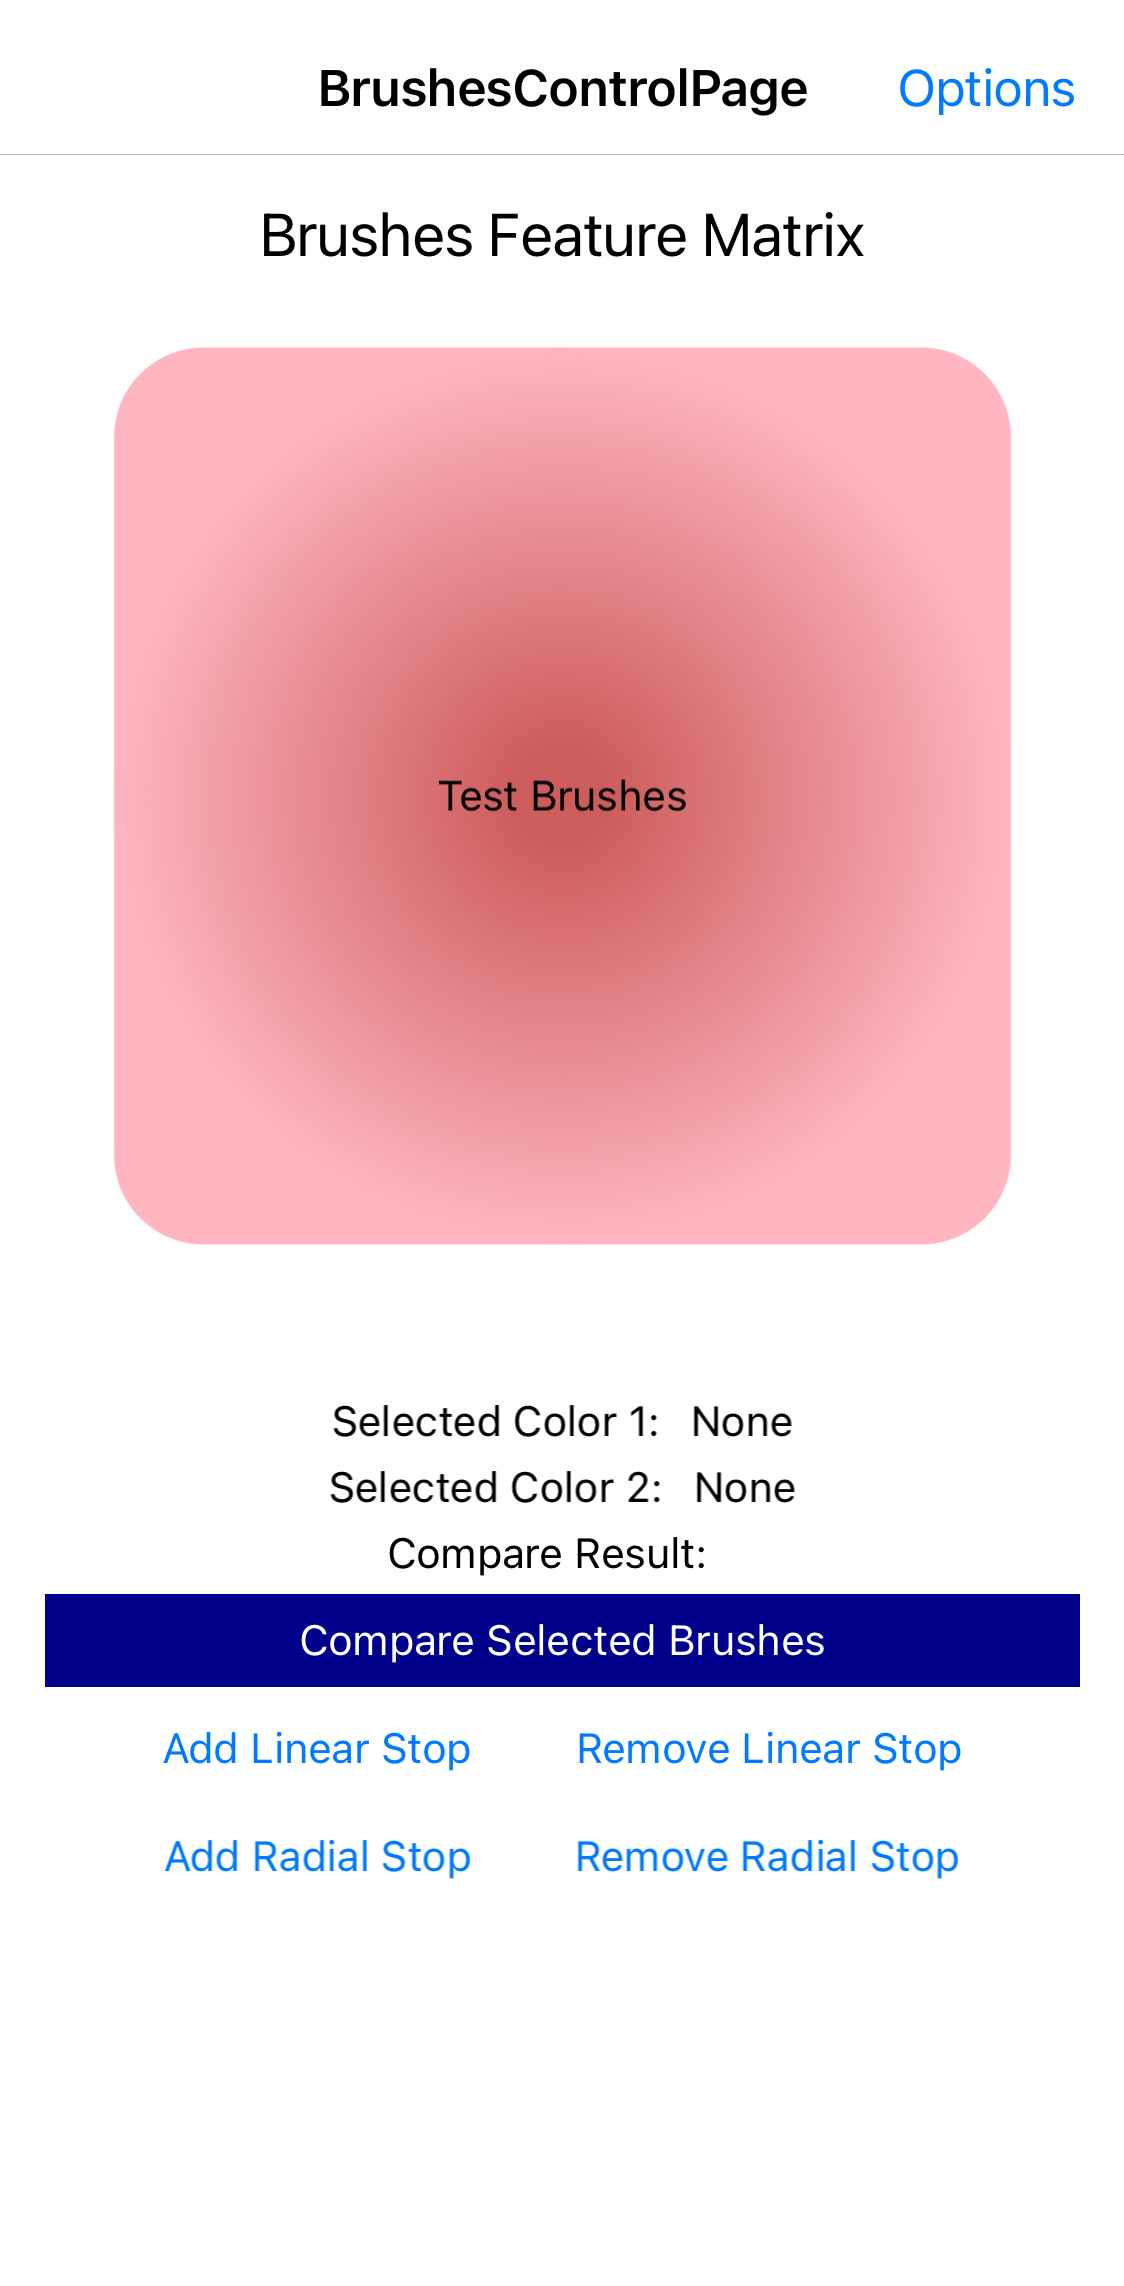 BrushesControlPage Options
Brushes Feature Matrix
Test Brushes
Selected Color 1: None
Selected Color 2: None
Compare Result:
Compare Selected Brushes
Add Linear Stop Remove Linear Stop
Add Radial Stop Remove Radial Stop